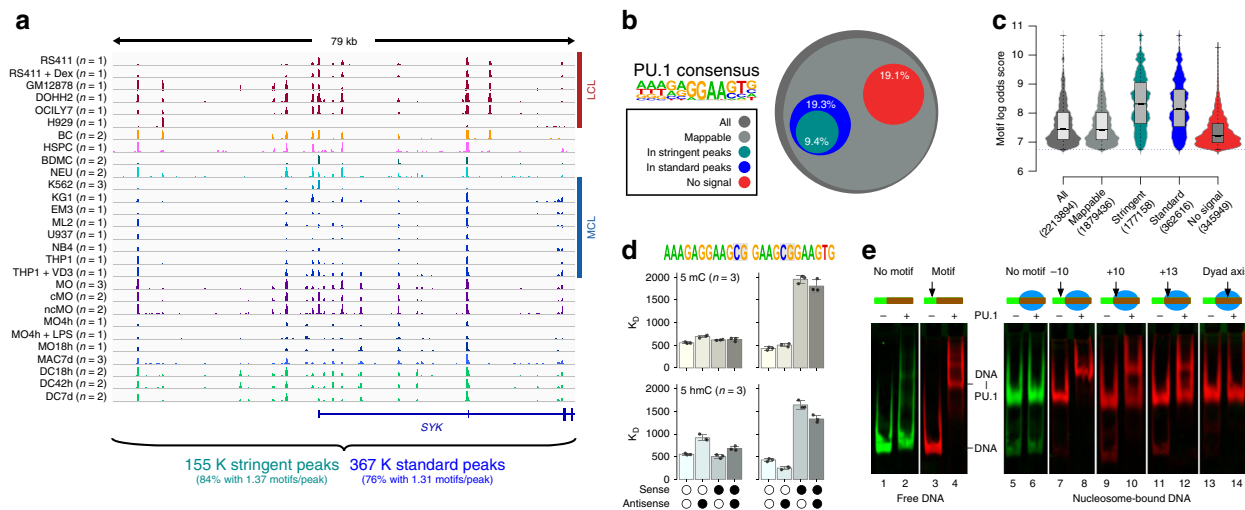 a
79 kb
RS411 (n = 1)
RS411 + Dex (n = 1)
GM12878 (n = 1)
DOHH2 (n = 1)
OCILY7 (n = 1)
H929 (n = 1)
BC (n = 2)
HSPC (n = 1)
BDMC (n = 2)
NEU (n = 2)
K562 (n = 3)
KG1 (n = 1)
EM3 (n = 1)
ML2 (n = 1)
U937 (n = 1)
NB4 (n = 1)
THP1 (n = 1)
THP1 + VD3 (n = 1)
MO (n = 3)
cMO (n = 2)
ncMO (n = 2)
MO4h (n = 1)
MO4h + LPS (n = 1)
MO18h (n = 1)
MAC7d (n = 3)
DC18h (n = 2)
DC42h (n = 2)
DC7d (n = 2)
LCL
MCL
SYK
155 K stringent peaks 367 K standard peaks
(84% with 1.37 motifs/peak) (76% with 1.31 motifs/peak)
b
PU.1 consensus
All
Mappable
In stringent peaks
In standard peaks
No signal
19.1%
19.3%
9.4%
c
Motif log odds score
11
10
9
8
7
6
All
(2213894)
Mappable
(1879436)
Stringent
(177158)
Standard
(362616)
No signal
(345949)
d
AAAGAGGAAGCG GAAGCGGAAGTG
5 mC (n = 3)
KD
2000
1500
1000
500
0
5 hmC (n = 3)
KD
2000
1500
1000
500
0
Sense
Antisense
e
No motif Motif No motif −10 +10 +13 Dyad axis
− + − + PU.1 − + − + − + − + − +
DNA
PU.1
DNA
1 2 3 4 5 6 7 8 9 10 11 12 13 14
Free DNA Nucleosome-bound DNA